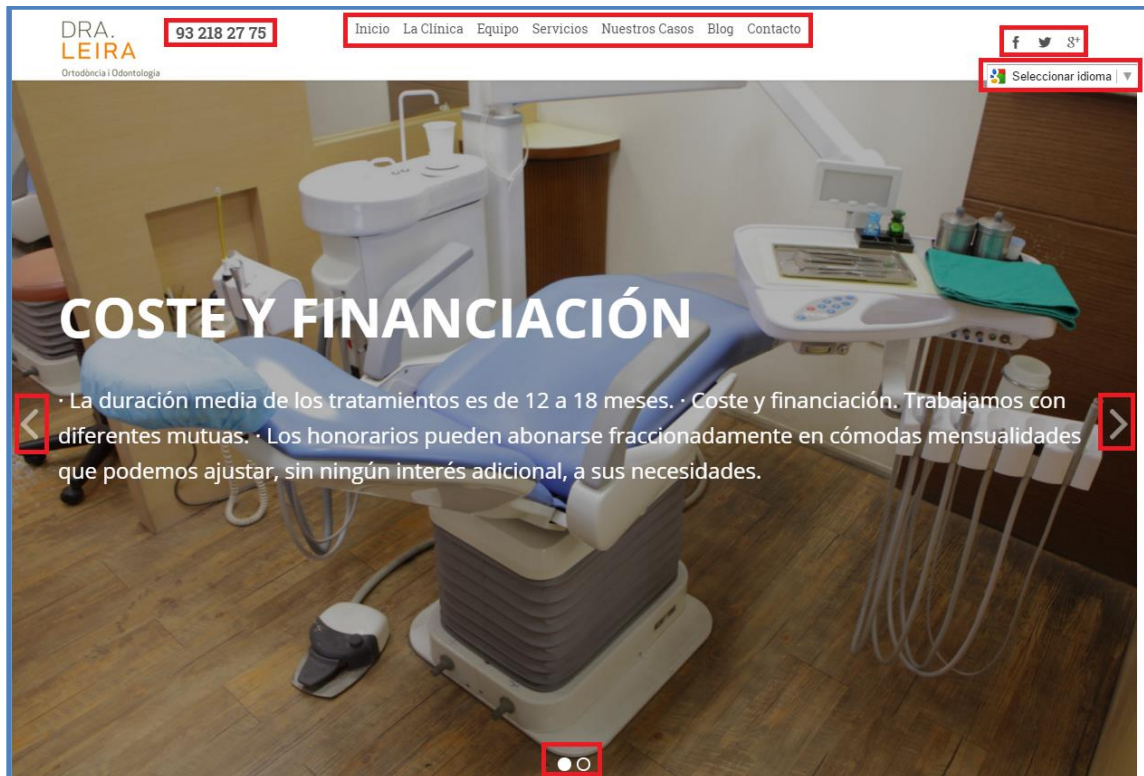 DRA.
LEIRA
Ortodòncia i Odontologia
93 218 27 75
Inicio La Clínica Equipo Servicios Nuestros Casos Blog Contacto
f g+
Seleccionar idioma
COSTE Y FINANCIACIÓN
· La duración media de los tratamientos es de 12 a 18 meses. · Coste y financiación. Trabajamos con
diferentes mutuas. · Los honorarios pueden abonarse fraccionadamente en cómodas mensualidades
que podemos ajustar, sin ningún interés adicional, a sus necesidades.